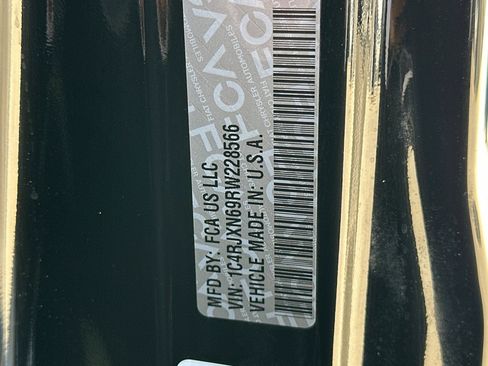 MFD BY: FCA US LLC
VIN: 1C4RJXN69RW228566
VEHICLE MADE IN: U.S.A.